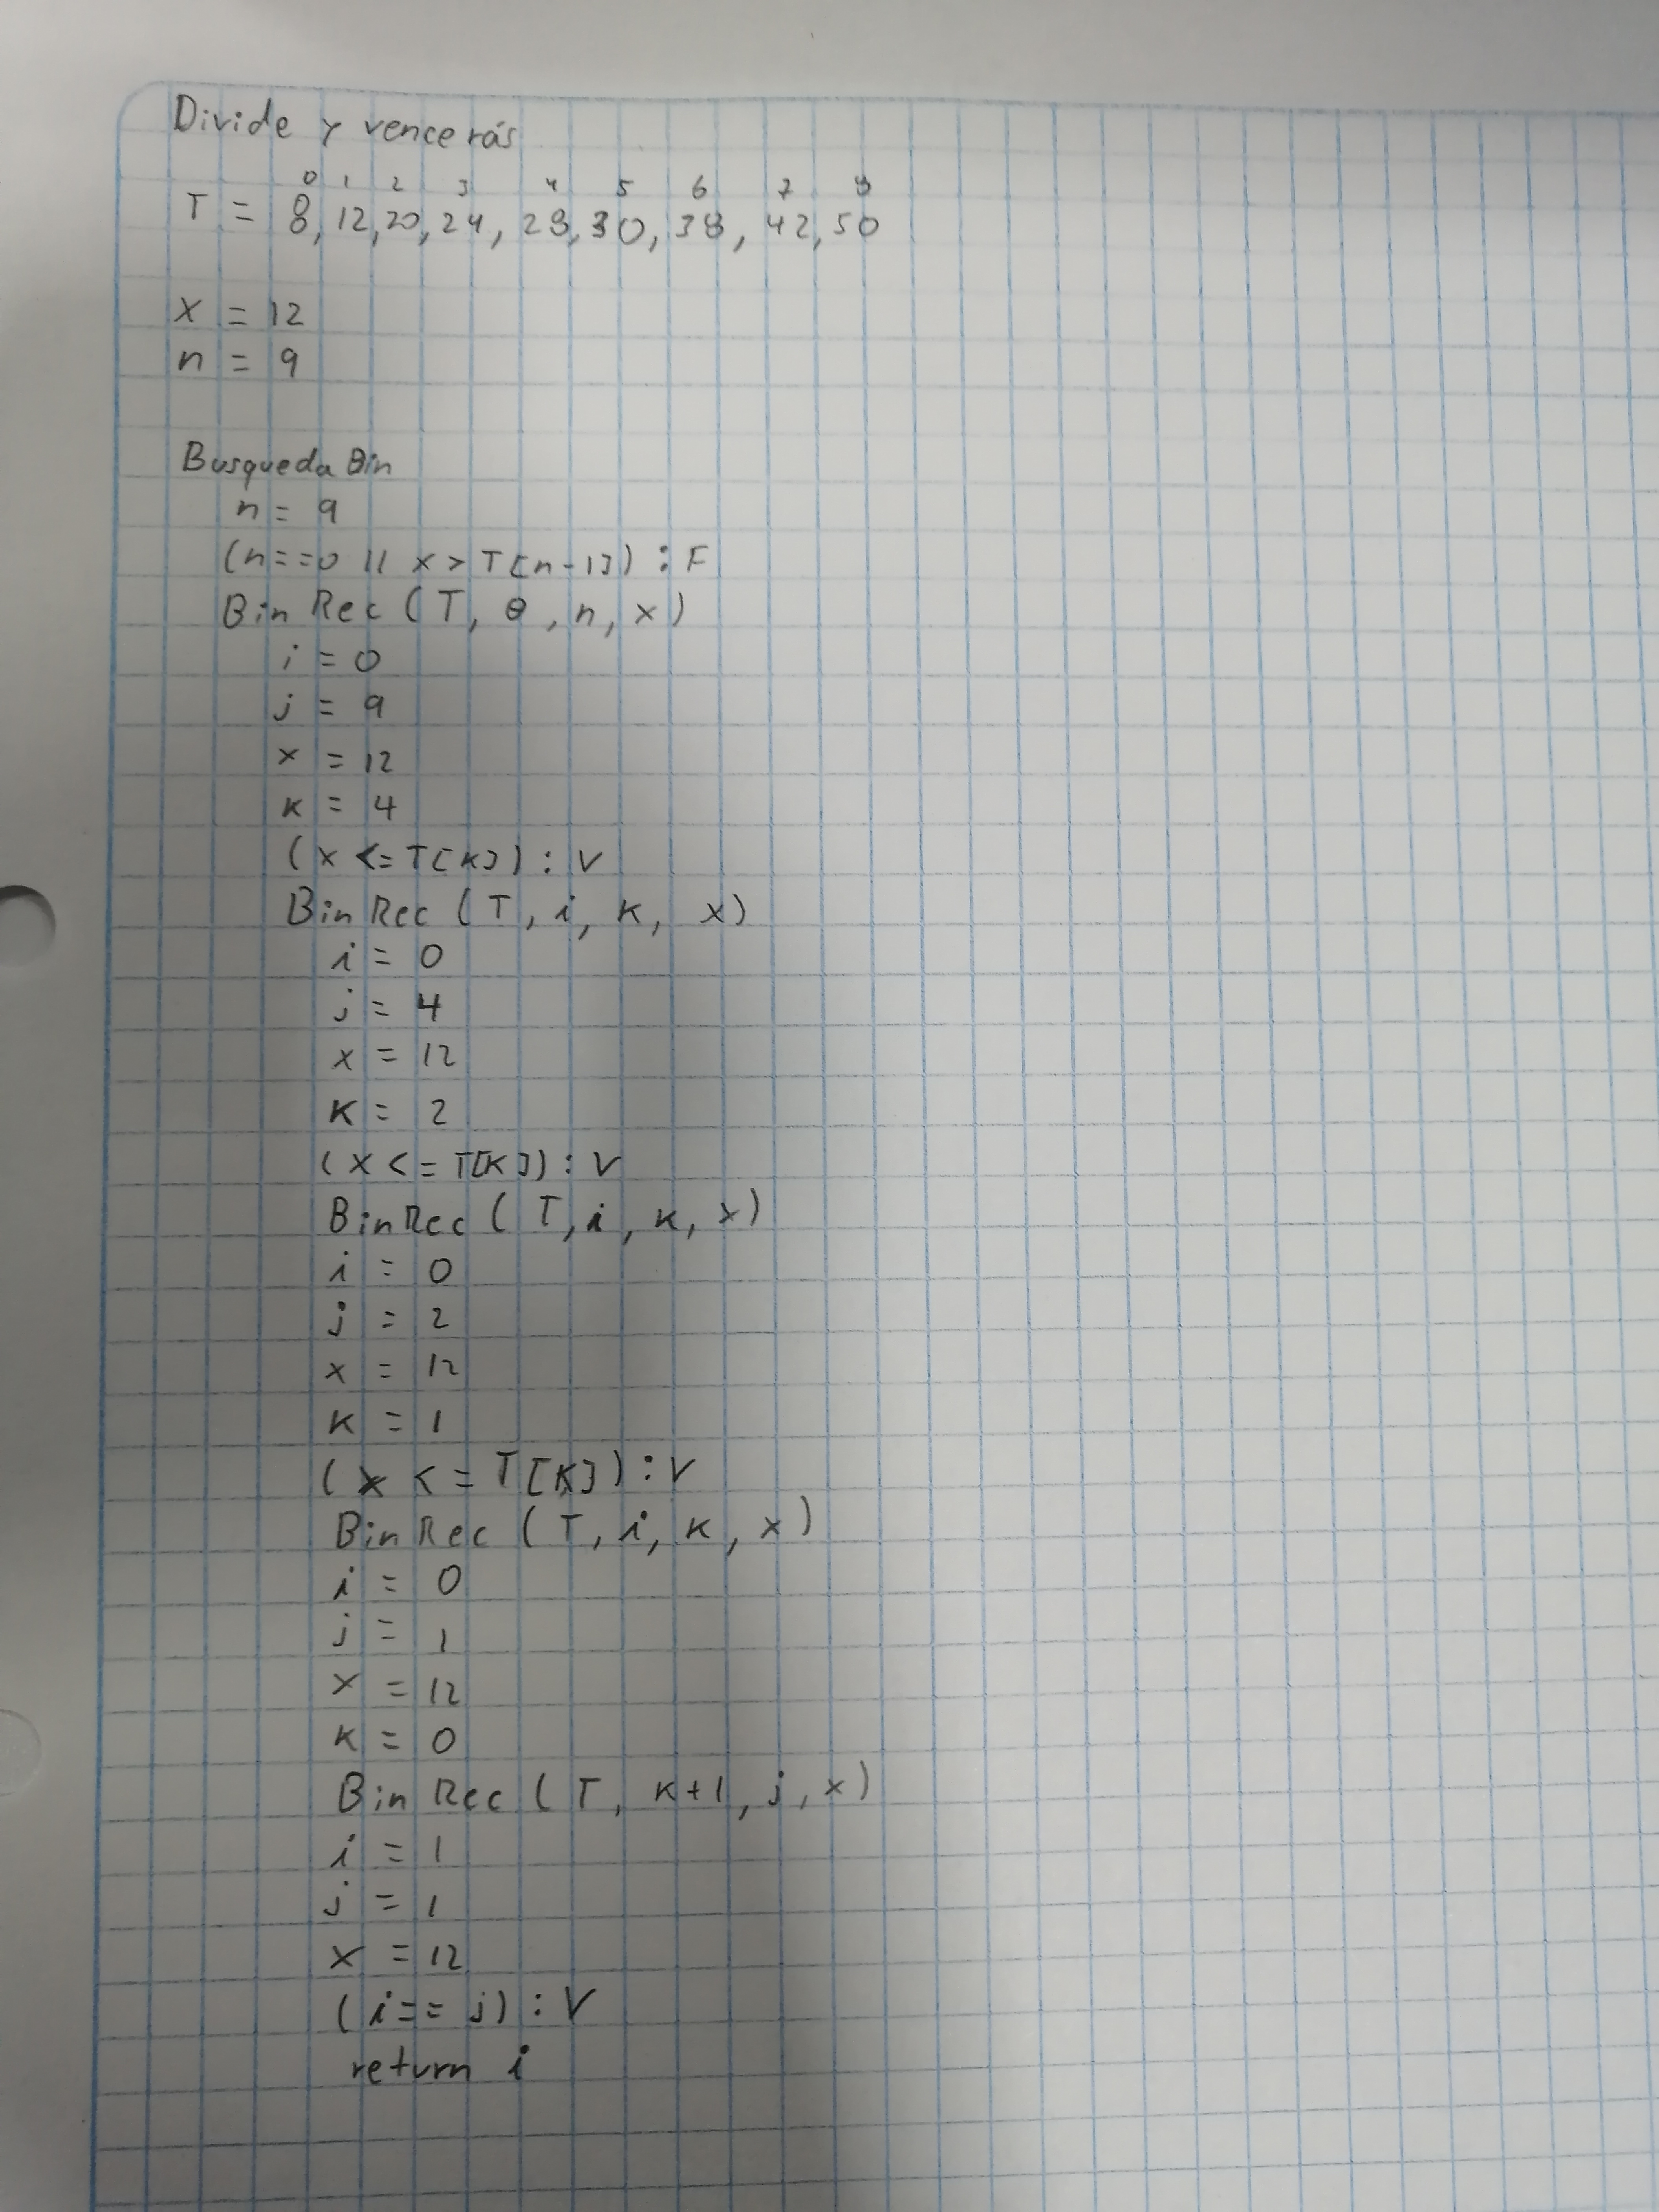 Divide y vencerás
0 1 2 3 4 5 6 7 8
T = 8, 12, 20, 24, 28, 30, 38, 42, 50
X = 12
n = 9
Busqueda Bin
n = 9
(n==0 || x > T[n-1]) : F
Bin Rec (T, 0, n, x)
i = 0
j = 9
x = 12
k = 4
(x <= T[k]) : V
Bin Rec (T, i, k, x)
i = 0
j = 4
x = 12
k = 2
(x <= T[k]) : V
Bin Rec (T, i, k, x)
i = 0
j = 2
x = 12
k = 1
(x <= T[k]) : V
Bin Rec (T, i, k, x)
i = 0
j = 1
x = 12
k = 0
Bin Rec (T, k+1, j, x)
i = 1
j = 1
x = 12
(i == j) : V
return i